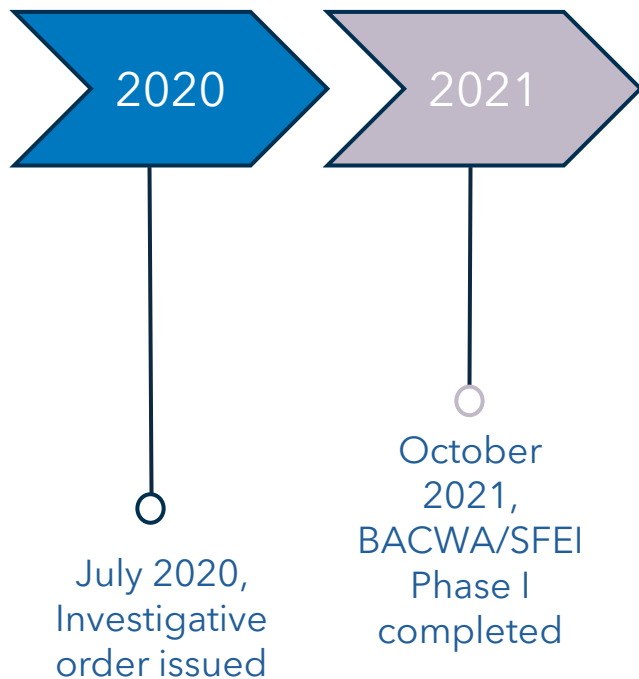 2020
2021
July 2020,
Investigative
order issued
October
2021,
BACWA/SFEI
Phase I
completed